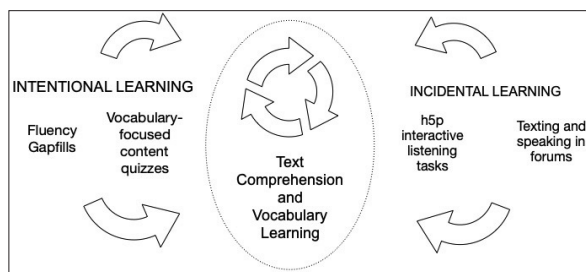 INTENTIONAL LEARNING
Fluency
Gapfills
Vocabulary-
focused
content
quizzes
Text
Comprehension
and
Vocabulary
Learning
INCIDENTAL LEARNING
h5p
interactive
listening
tasks
Texting and
speaking in
forums